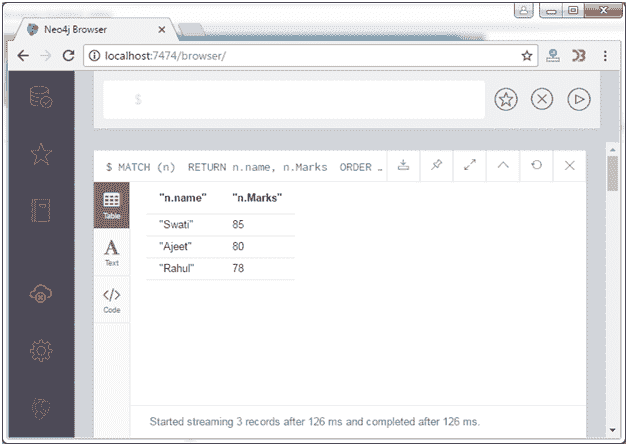 Neo4j Browser
localhost:7474/browser/
$
$ MATCH (n) RETURN n.name, n.Marks ORDER …
"n.name" "n.Marks"
"Swati" 85
"Ajeet" 80
"Rahul" 78
Table
A
Text
</>
Code
Started streaming 3 records after 126 ms and completed after 126 ms.